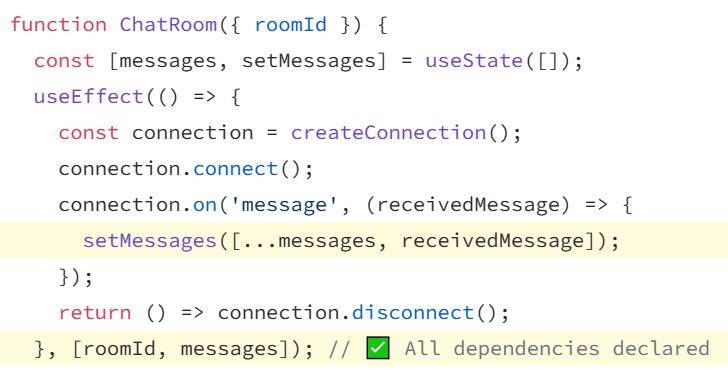 function ChatRoom({ roomId }) {
  const [messages, setMessages] = useState([]);
  useEffect(() => {
    const connection = createConnection();
    connection.connect();
    connection.on('message', (receivedMessage) => {
      setMessages([...messages, receivedMessage]);
    });
    return () => connection.disconnect();
  }, [roomId, messages]); // ✅ All dependencies declared